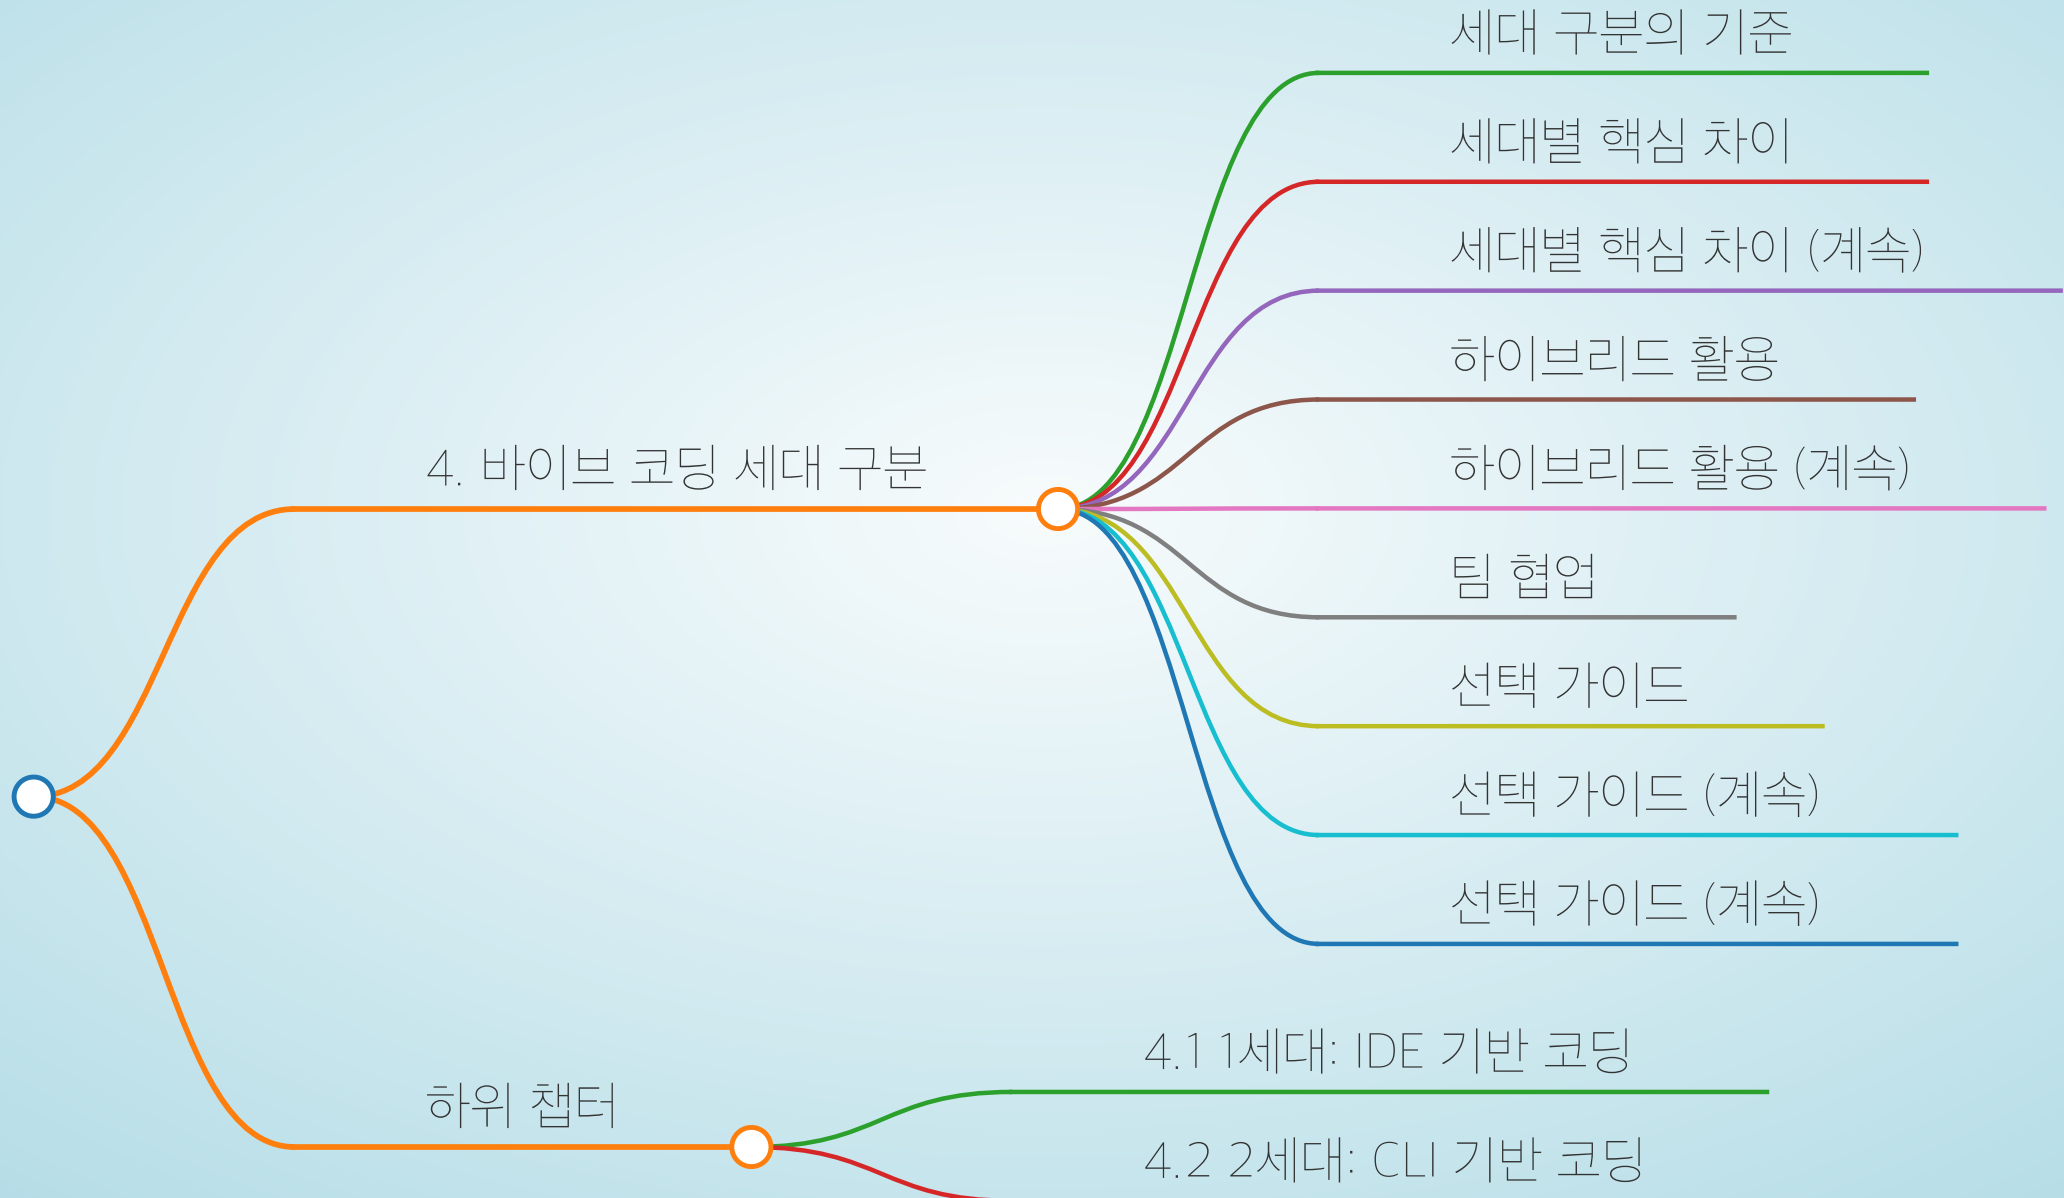 세대 구분의 기준
세대별 핵심 차이
세대별 핵심 차이 (계속)
하이브리드 활용
4. 바이브 코딩 세대 구분
하이브리드 활용 (계속)
팀 협업
선택 가이드
선택 가이드 (계속)
선택 가이드 (계속)
하위 챕터
4.1 1세대: IDE 기반 코딩
4.2 2세대: CLI 기반 코딩